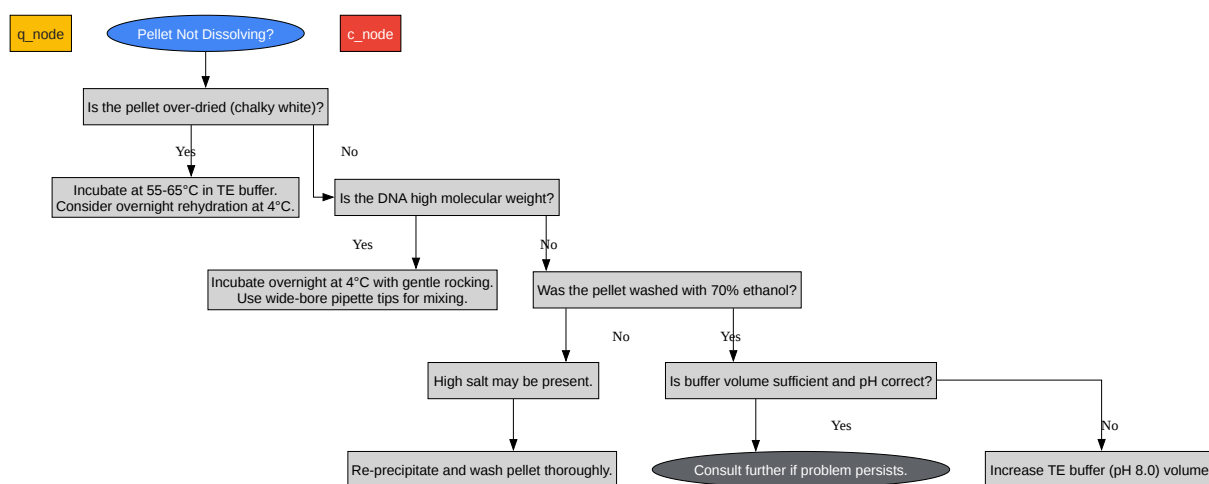 q_node
Pellet Not Dissolving?
c_node
Is the pellet over-dried (chalky white)?
Yes
No
Incubate at 55-65°C in TE buffer.
Consider overnight rehydration at 4°C.
Is the DNA high molecular weight?
Yes
No
Incubate overnight at 4°C with gentle rocking.
Use wide-bore pipette tips for mixing.
Was the pellet washed with 70% ethanol?
No
Yes
High salt may be present.
Is buffer volume sufficient and pH correct?
Yes
No
Re-precipitate and wash pellet thoroughly.
Consult further if problem persists.
Increase TE buffer (pH 8.0) volume